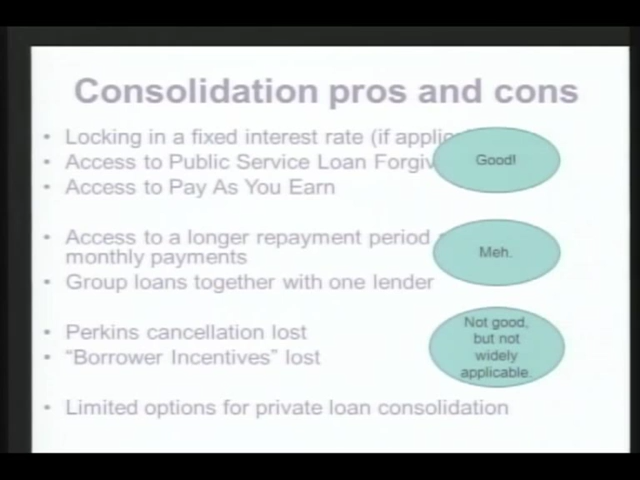 Consolidation pros and cons
• Locking in a fixed interest rate (if applic
• Access to Public Service Loan Forgiv
• Access to Pay As You Earn
Good!
• Access to a longer repayment period
monthly payments
• Group loans together with one lender
Meh.
• Perkins cancellation lost
• “Borrower Incentives” lost
Not good,
but not
widely
applicable.
• Limited options for private loan consolidation